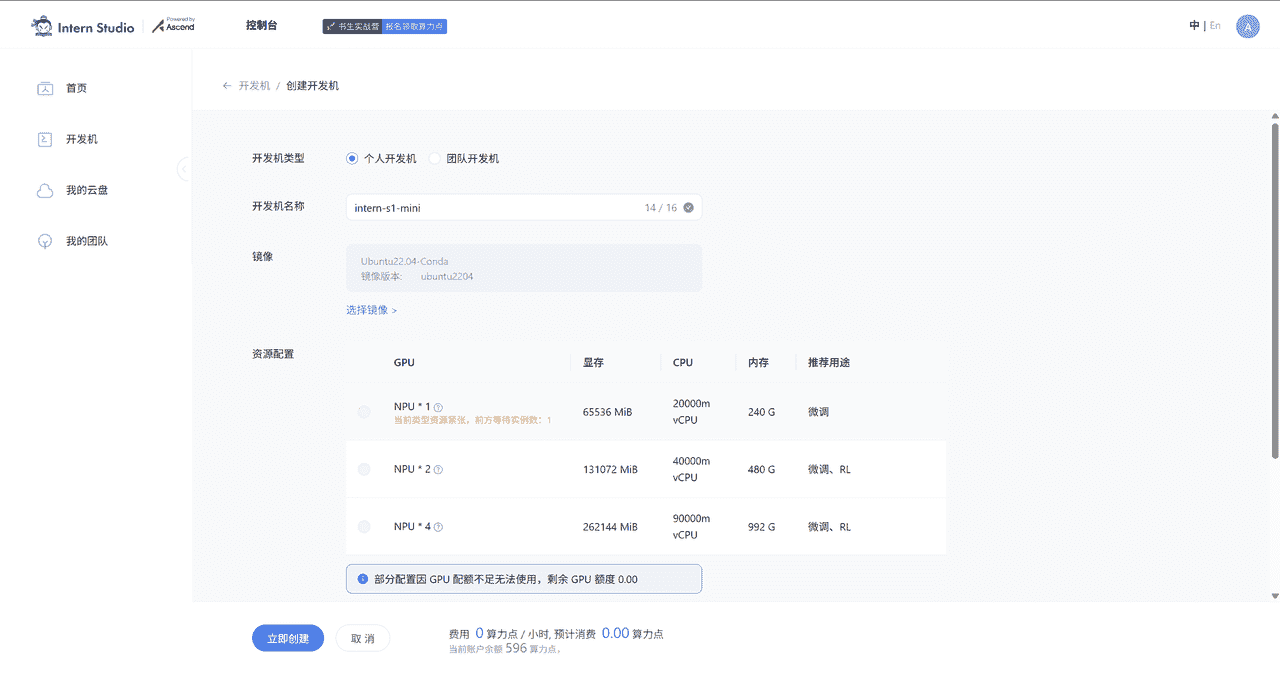 Intern Studio
Powered by
Ascend
控制台
书生实战营 报名领取算力点
中 | En
首页
开发机
我的云盘
我的团队
← 开发机 / 创建开发机
开发机类型 个人开发机 团队开发机
开发机名称 intern-s1-mini 14 / 16
镜像 Ubuntu22.04-Conda
镜像版本: ubuntu2204
选择镜像 >
资源配置
GPU 显存 CPU 内存 推荐用途
NPU * 1 65536 MiB 20000m vCPU 240 G 微调
当前类型资源紧张，前方等待实例数：1
NPU * 2 131072 MiB 40000m vCPU 480 G 微调、RL
NPU * 4 262144 MiB 90000m vCPU 992 G 微调、RL
部分配置因 GPU 配额不足无法使用，剩余 GPU 额度 0.00
立即创建 取 消
费用 0 算力点 / 小时, 预计消费 0.00 算力点
当前账户余额 596 算力点。